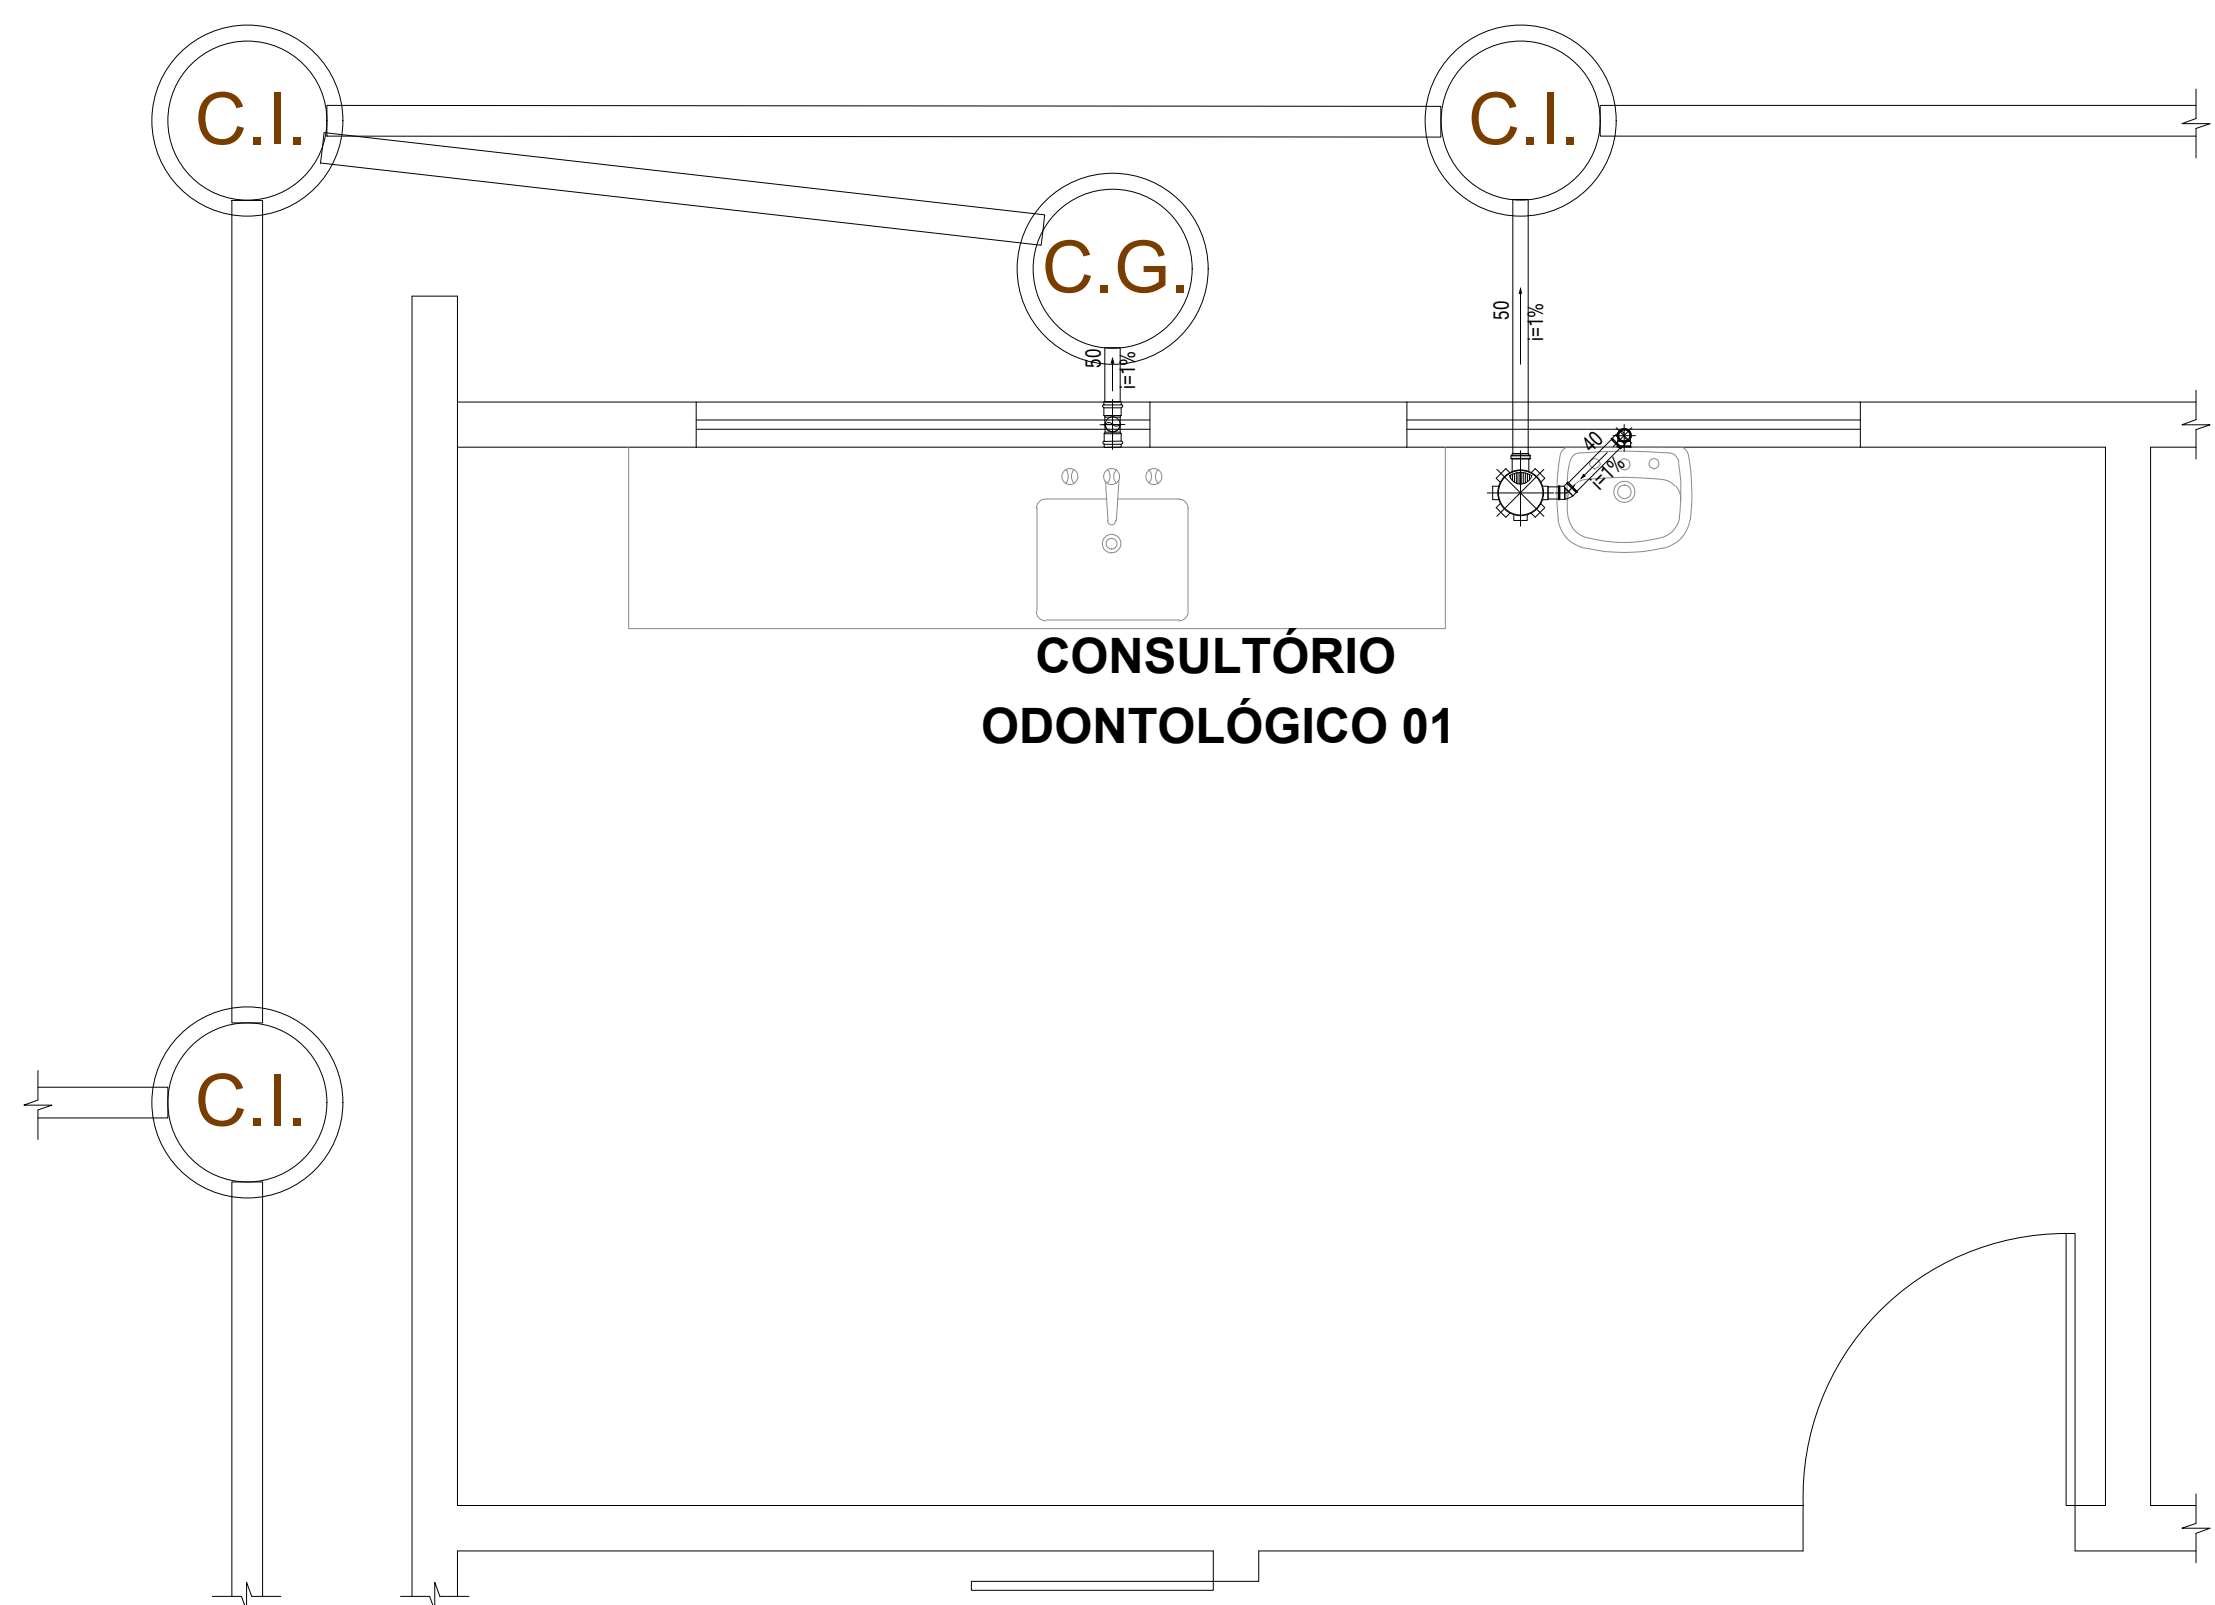 C.I.
C.I.
C.G.
50
i=1%
50
i=1%
40
i=1%
CONSULTÓRIO
ODONTOLÓGICO 01
C.I.